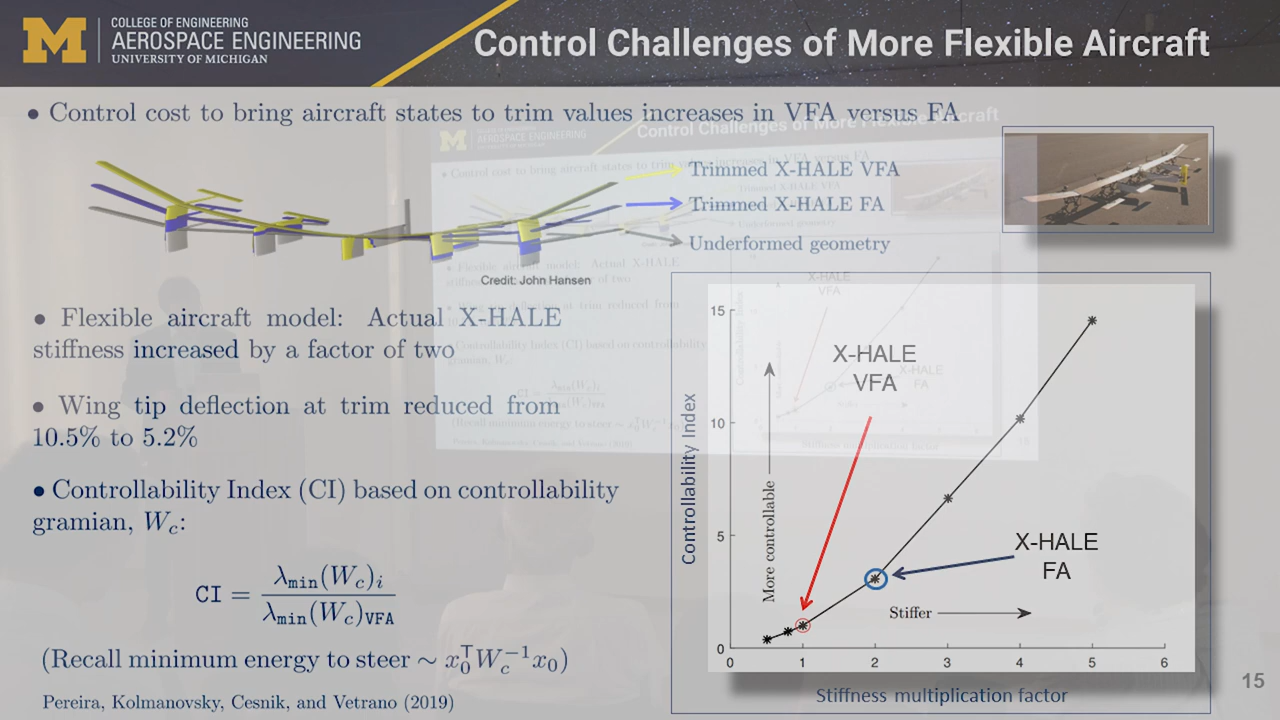 COLLEGE OF ENGINEERING
AEROSPACE ENGINEERING
UNIVERSITY OF MICHIGAN
Control Challenges of More Flexible Aircraft
• Control cost to bring aircraft states to trim values increases in VFA versus FA
Trimmed X-HALE VFA
Trimmed X-HALE FA
Underformed geometry
Credit: John Hansen
• Flexible aircraft model: Actual X-HALE
stiffness increased by a factor of two
• Wing tip deflection at trim reduced from
10.5% to 5.2%
• Controllability Index (CI) based on controllability
gramian, W_c:
CI = λ_min(W_c)_i / λ_min(W_c)_VFA
(Recall minimum energy to steer ∼ x_0^⊤ W_c^{-1} x_0)
Pereira, Kolmanovsky, Cesnik, and Vetrano (2019)
Controllability Index
More controllable
15
10
5
0
X-HALE
VFA
X-HALE
FA
Stiffer
0 1 2 3 4 5 6
Stiffness multiplication factor
15